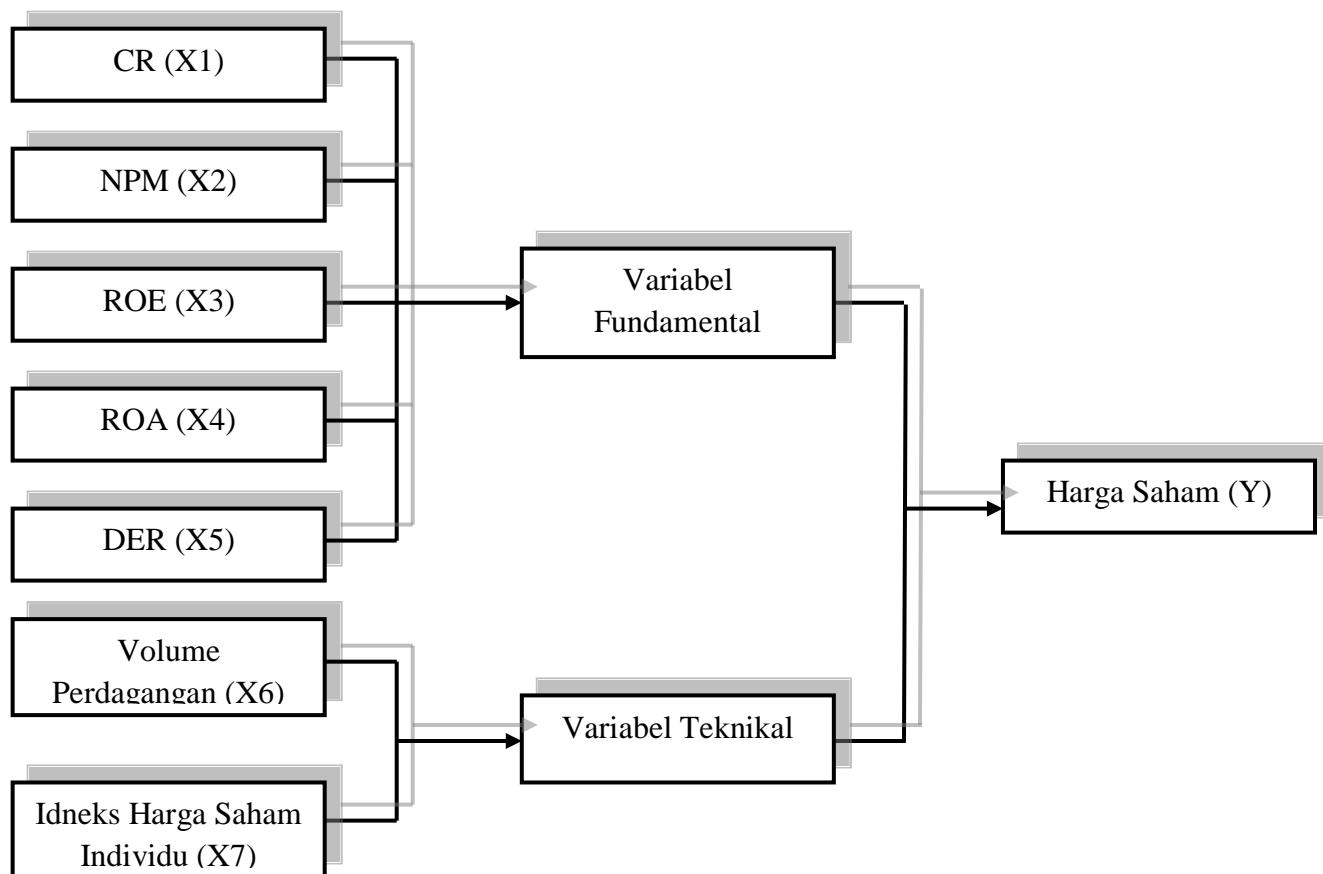 CR (X1)
NPM (X2)
ROE (X3)
ROA (X4)
DER (X5)
Volume
Perdagangan (X6)
Idneks Harga Saham
Individu (X7)
Variabel
Fundamental
Variabel Teknikal
Harga Saham (Y)